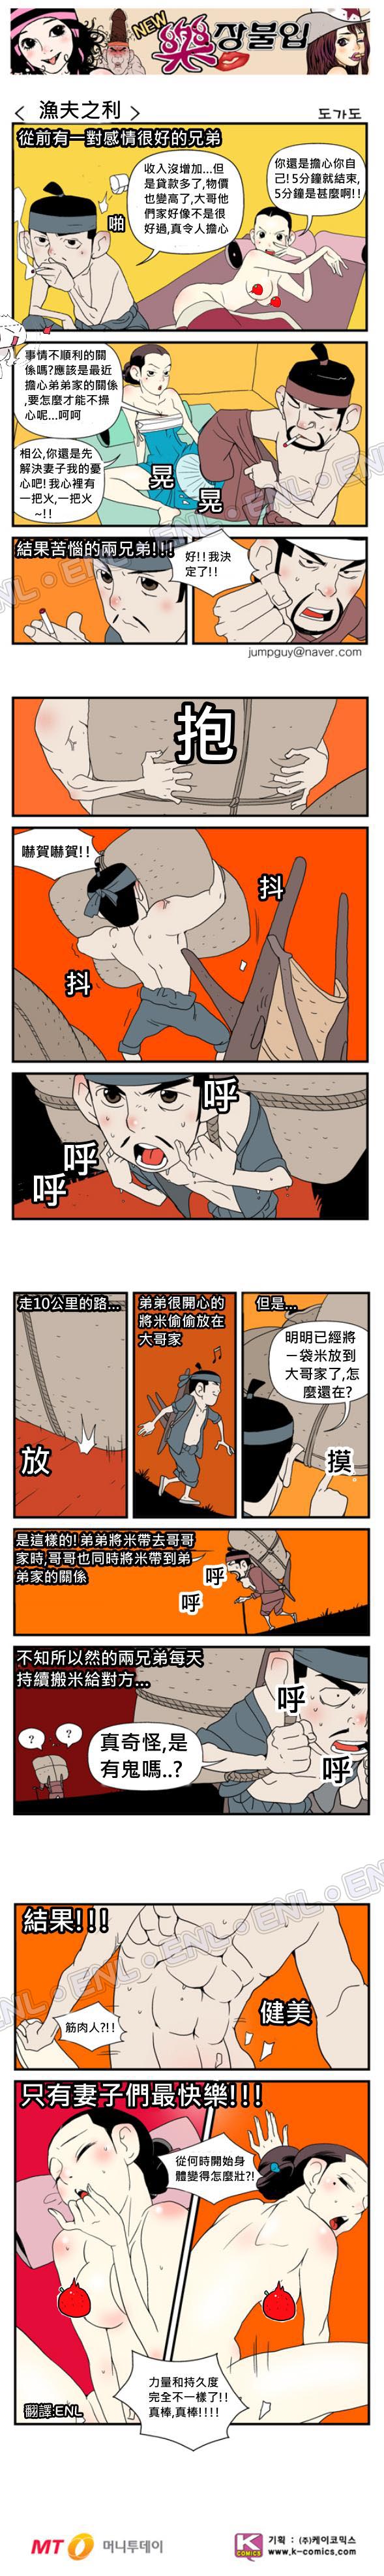 NEW
樂장불입
< 漁夫之利 >
도가도
從前有一對感情很好的兄弟
收入沒增加...但
是貸款多了,物價
也變高了,大哥他
們家好像不是很
好過,真令人擔心
你還是擔心你自
己!5分鐘就結束,
5分鐘是甚麼啊!!
啪
事情不順利的關
係嗎?應該是最近
擔心弟弟家的關係
,要怎麼才能不操
心呢...呵呵
相公,你還是先
解決妻子我的憂
心吧!我心裡有
一把火,一把火
~!!
晃
晃
結果苦惱的兩兄弟!!!
好!!我決
定了!!
jumpguy@naver.com
抱
嚇賀嚇賀!!
抖
抖
呼
呼
呼
走10公里的路...
放
弟弟很開心的
將米偷偷放在
大哥家
但是...
明明已經將
一袋米放到
大哥家了,怎
麼還在?
摸
是這樣的!弟弟將米帶去哥哥
家時,哥哥也同時將米帶到弟
弟家的關係
呼
呼
不知所以然的兩兄弟每天
持續搬米給對方...
? ?
真奇怪,是
有鬼嗎..?
呼
呼
結果!!!
筋肉人?!!
健美
只有妻子們最快樂!!!
從何時開始身
體變得怎麼壯?!
力量和持久度
完全不一樣了!!
真棒,真棒!!!!
翻譯:ENL
ENL
MT 머니투데이
K COMICS
기획 : (주)케이코믹스
www.k-comics.com